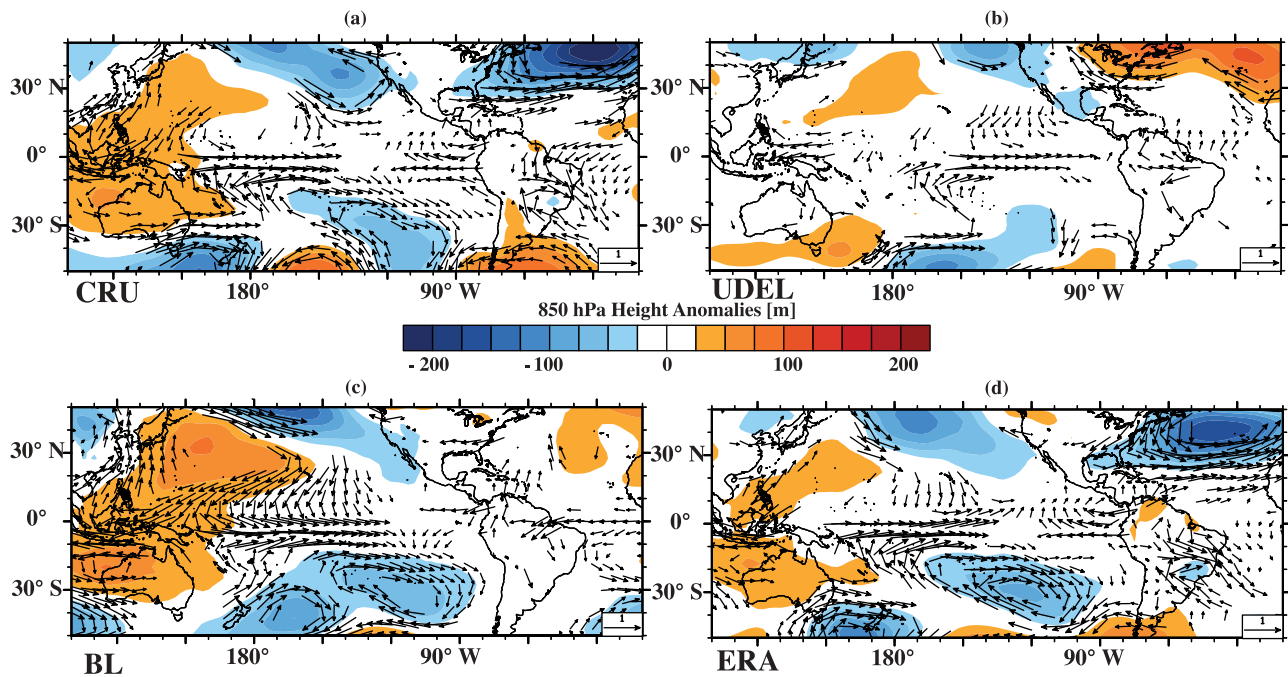 (a)
(b)
30° N
0°
30° S
1
CRU
180°
90° W
30° N
0°
30° S
1
UDEL
180°
90° W
850 hPa Height Anomalies [m]
- 200
- 100
0
100
200
(c)
(d)
30° N
0°
30° S
1
BL
180°
90° W
30° N
0°
30° S
1
ERA
180°
90° W